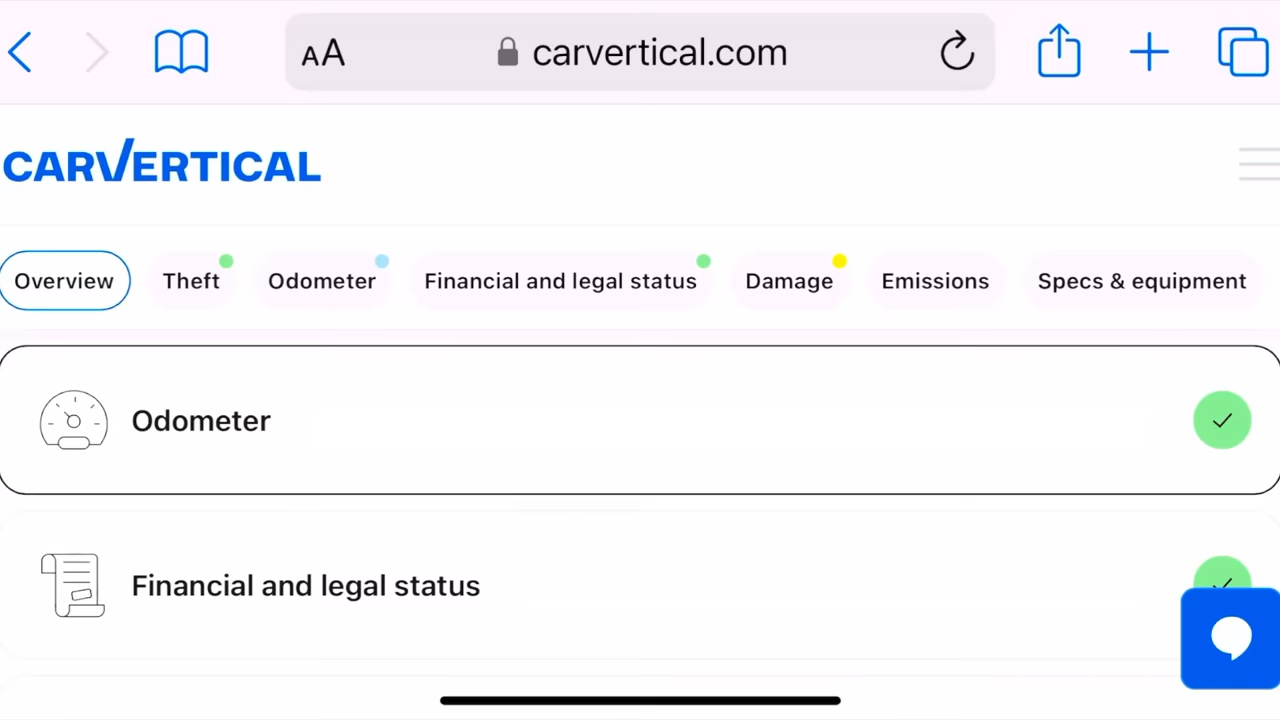 AA carvertical.com
CARVERTICAL
Overview Theft Odometer Financial and legal status Damage Emissions Specs & equipment
Odometer
Financial and legal status